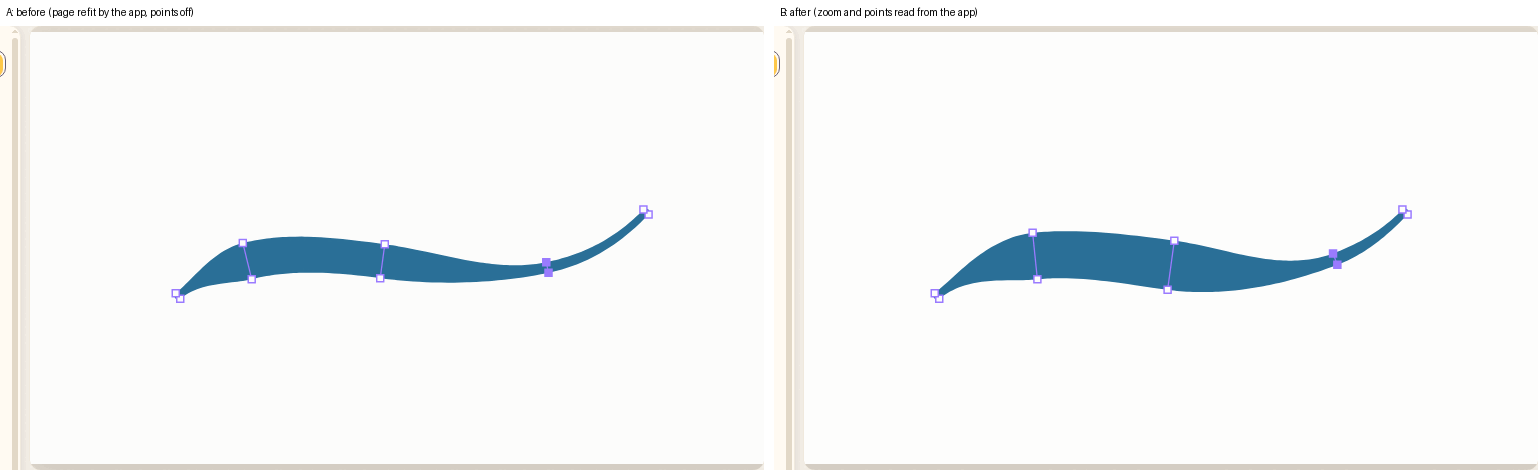 A: before (page refit by the app, points off)
B: after (zoom and points read from the app)